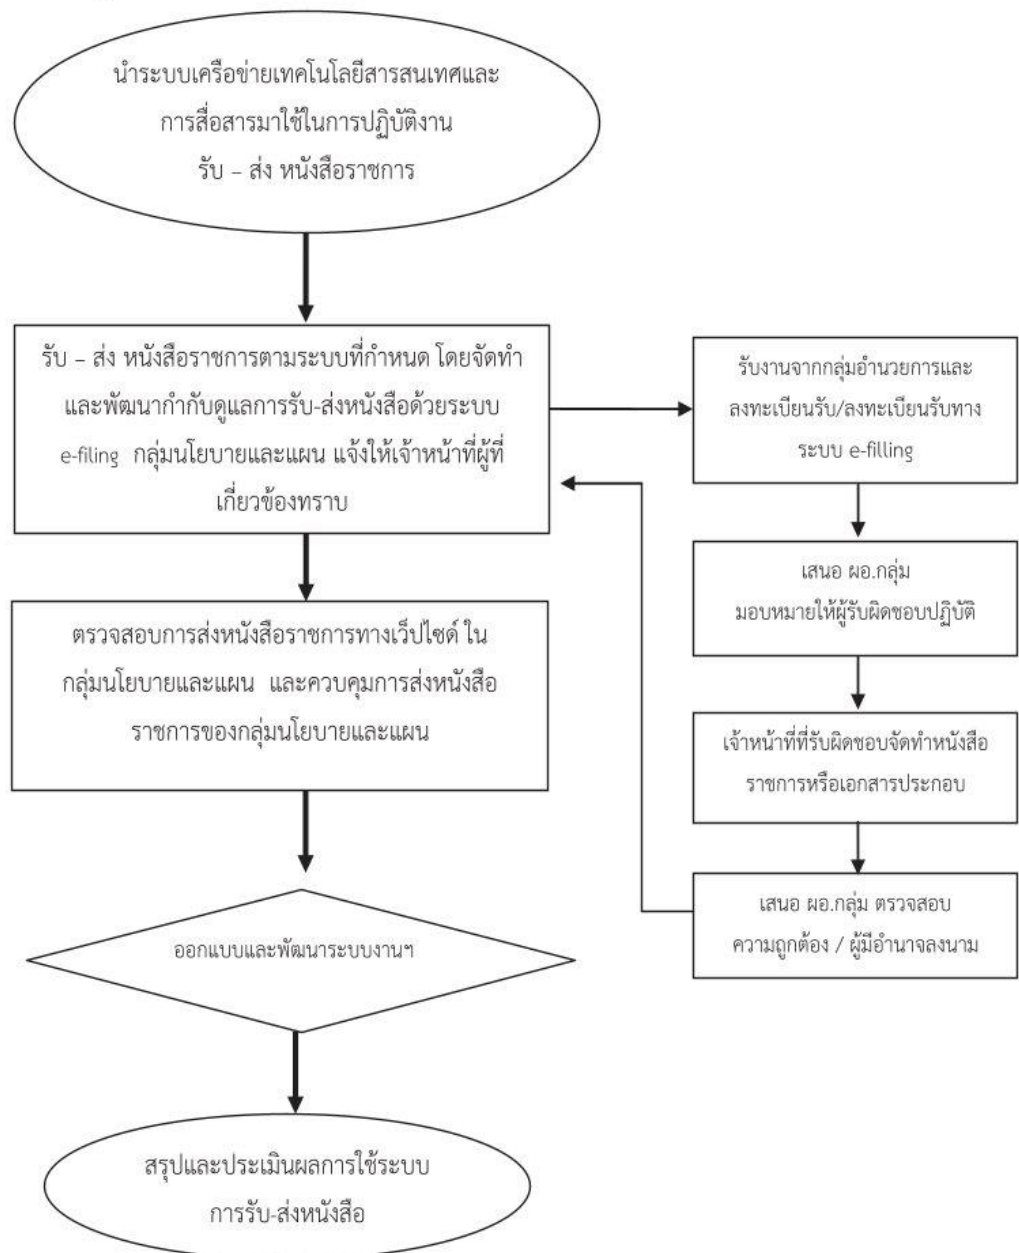 นำระบบเครือข่ายเทคโนโลยีสารสนเทศและ
การสื่อสารมาใช้ในการปฏิบัติงาน
รับ – ส่ง หนังสือราชการ
รับ – ส่ง หนังสือราชการตามระบบที่กำหนด โดยจัดทำ
และพัฒนากำกับดูแลการรับ-ส่งหนังสือด้วยระบบ
e-filing กลุ่มนโยบายและแผน แจ้งให้เจ้าหน้าที่ผู้ที่
เกี่ยวข้องทราบ
รับงานจากกลุ่มอำนวยการและ
ลงทะเบียนรับ/ลงทะเบียนรับทาง
ระบบ e-filling
เสนอ ผอ.กลุ่ม
มอบหมายให้ผู้รับผิดชอบปฏิบัติ
เจ้าหน้าที่ที่รับผิดชอบจัดทำหนังสือ
ราชการหรือเอกสารประกอบ
เสนอ ผอ.กลุ่ม ตรวจสอบ
ความถูกต้อง / ผู้มีอำนาจลงนาม
ตรวจสอบการส่งหนังสือราชการทางเว็ปไซด์ ใน
กลุ่มนโยบายและแผน และควบคุมการส่งหนังสือ
ราชการของกลุ่มนโยบายและแผน
ออกแบบและพัฒนาระบบงานฯ
สรุปและประเมินผลการใช้ระบบ
การรับ-ส่งหนังสือ